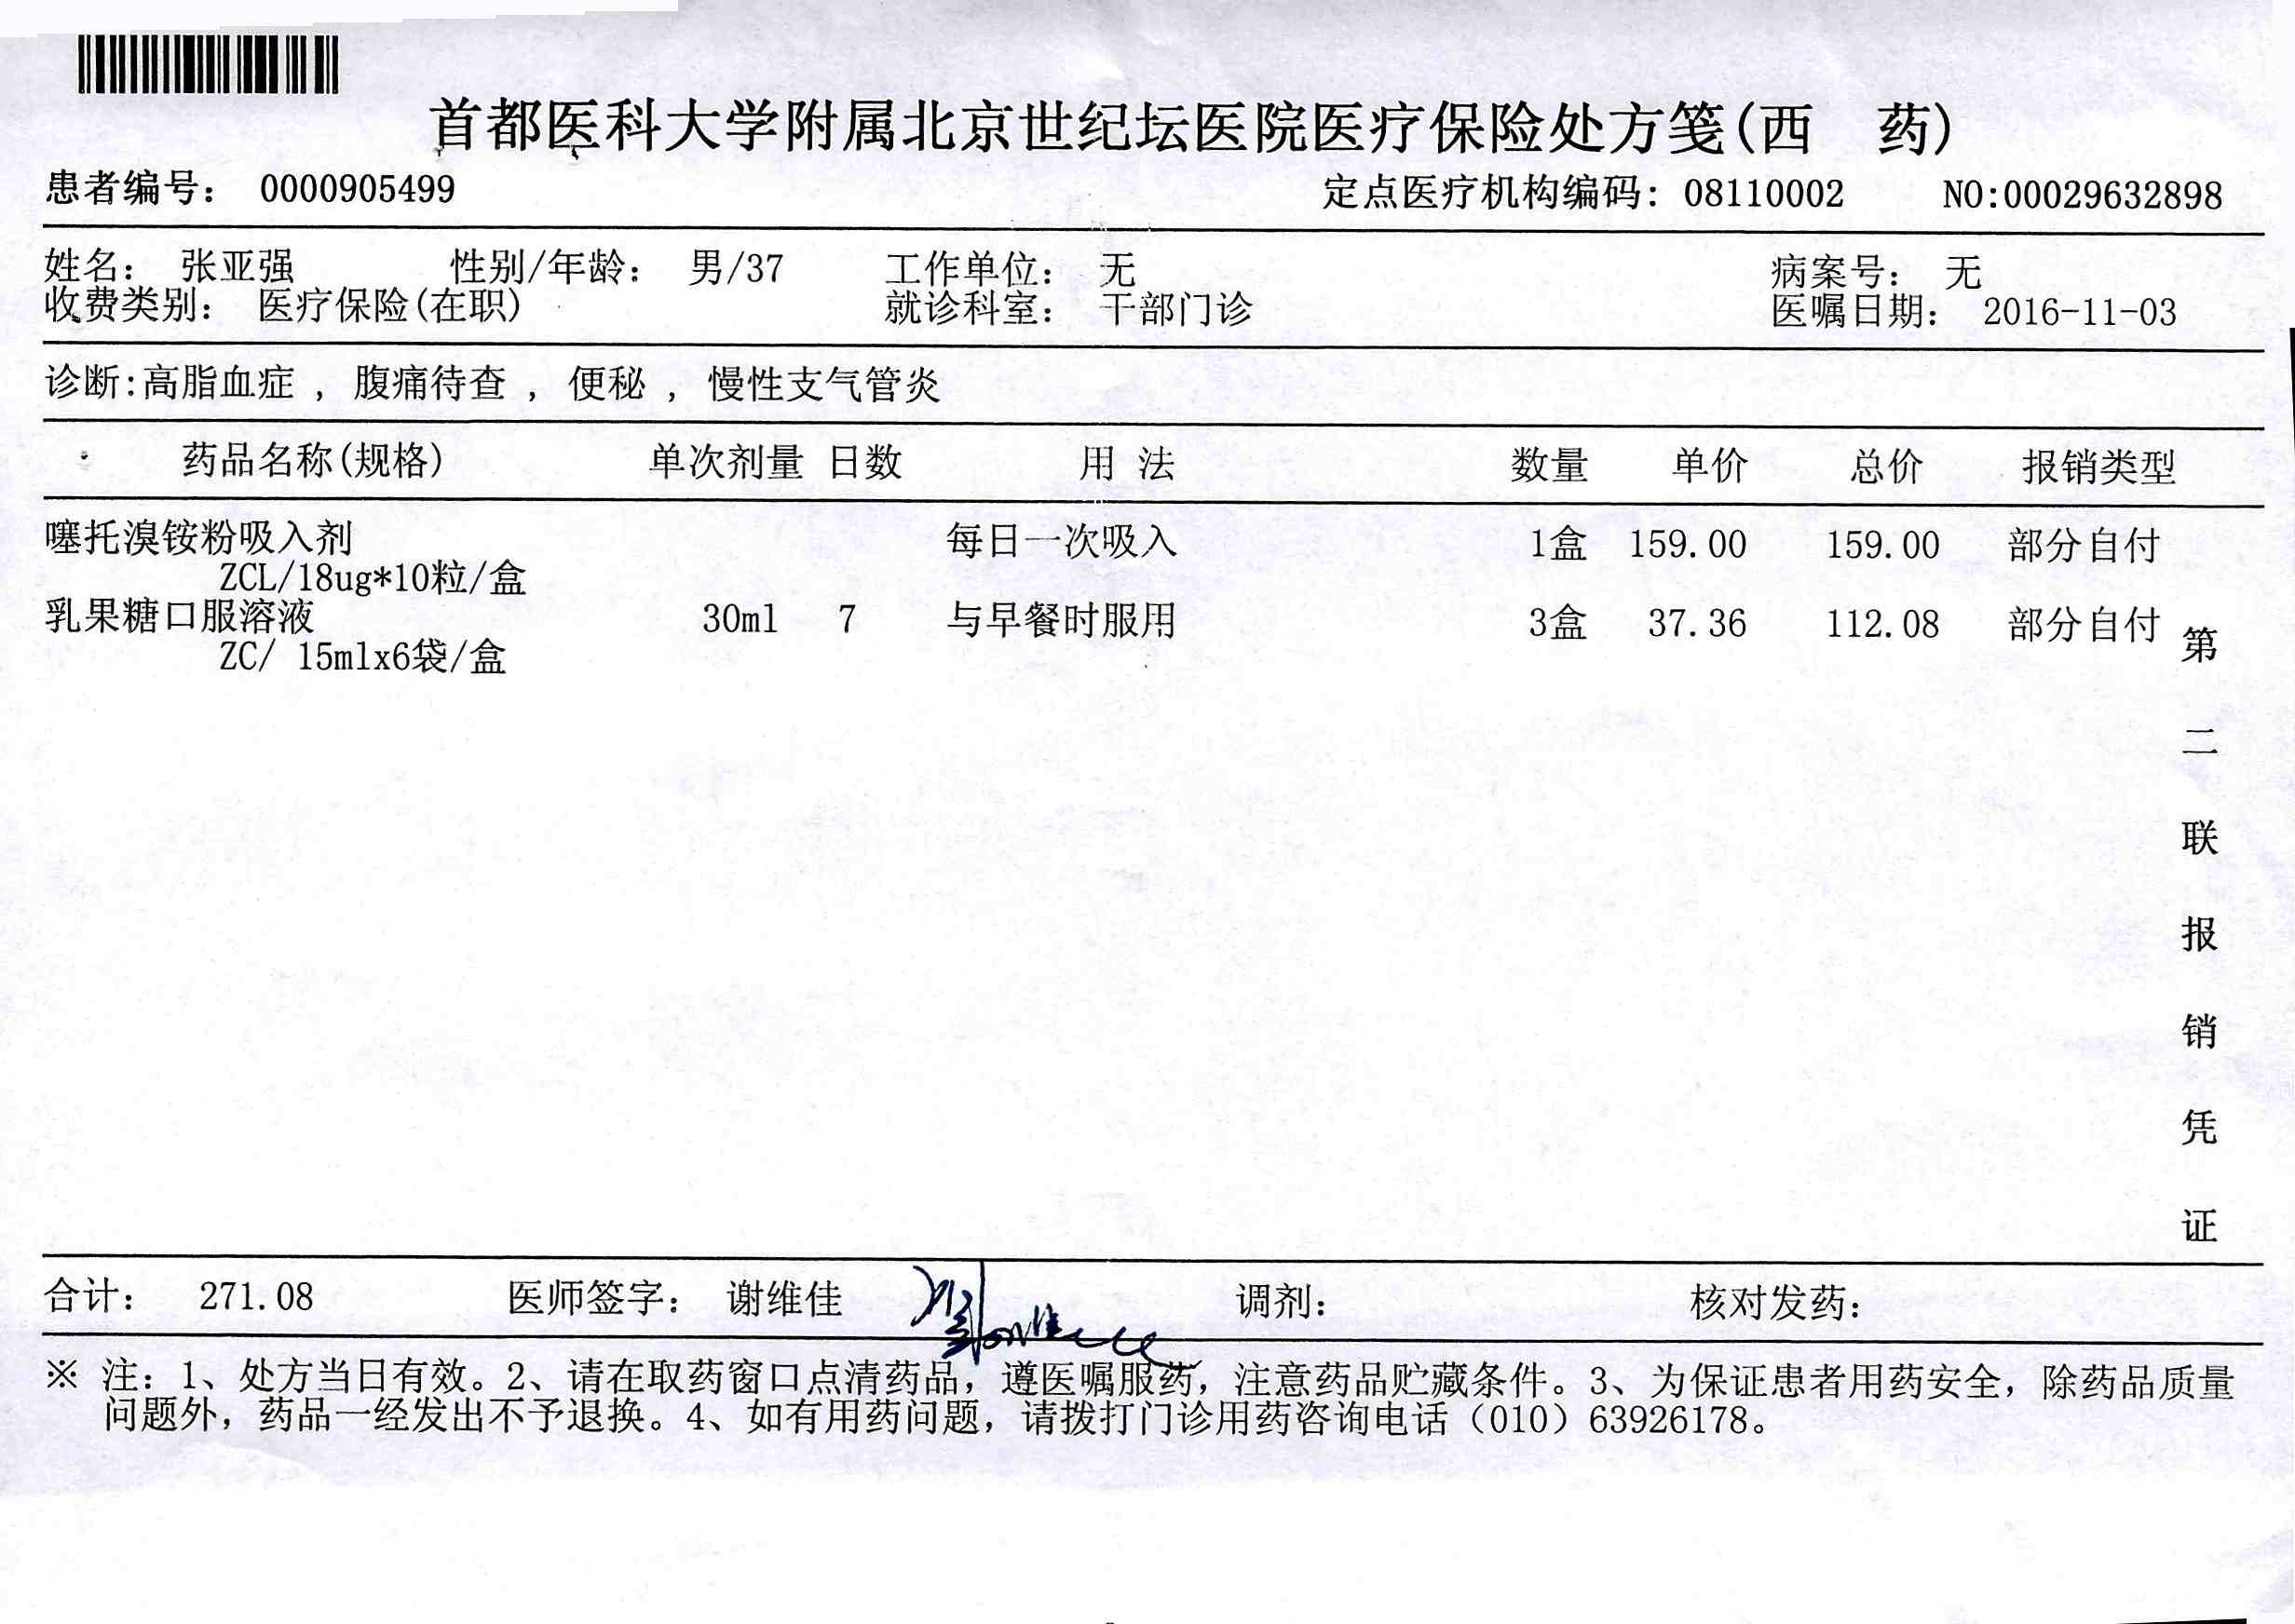 首都医科大学附属北京世纪坛医院医疗保险处方笺(西 药)
患者编号: 0000905499 定点医疗机构编码: 08110002 NO:00029632898
姓名: 张亚强 性别/年龄: 男/37 工作单位: 无 病案号: 无
收费类别: 医疗保险(在职) 就诊科室: 干部门诊 医嘱日期: 2016-11-03
诊断:高脂血症 , 腹痛待查 , 便秘 , 慢性支气管炎
药品名称(规格) 单次剂量 日数 用 法 数量 单价 总价 报销类型
噻托溴铵粉吸入剂 每日一次吸入 1盒 159.00 159.00 部分自付
ZCL/18ug*10粒/盒
乳果糖口服溶液 30ml 7 与早餐时服用 3盒 37.36 112.08 部分自付
ZC/ 15mlx6袋/盒
第二联报销凭证
合计: 271.08 医师签字: 谢维佳 调剂: 核对发药:
※ 注: 1、处方当日有效。2、请在取药窗口点清药品, 遵医嘱服药, 注意药品贮藏条件。3、为保证患者用药安全, 除药品质量
问题外, 药品一经发出不予退换。4、如有用药问题, 请拨打门诊用药咨询电话 (010) 63926178。